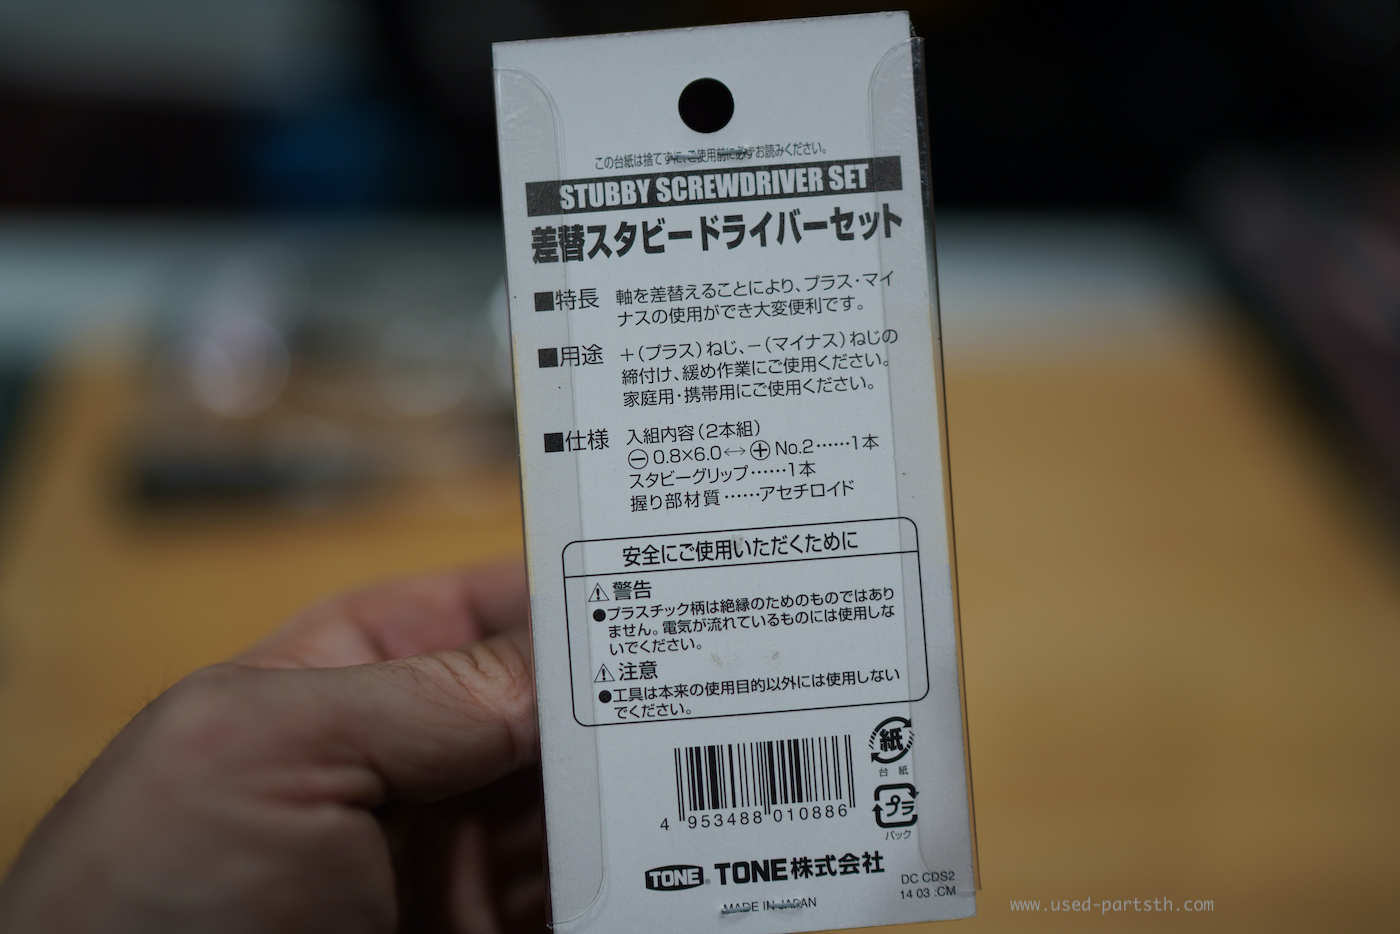 この台紙は捨てずに、ご使用前に必ずお読みください。
STUBBY SCREWDRIVER SET
差替スタビードライバーセット
■特長 軸を差替えることにより、プラス・マイ
ナスの使用ができ大変便利です。
■用途 +(プラス)ねじ、−(マイナス)ねじの
締付け、緩め作業にご使用ください。
家庭用・携帯用にご使用ください。
■仕様 入組内容(2本組)
⊖ 0.8×6.0↔⊕ No.2……1本
スタビーグリップ……1本
握り部材質……アセチロイド
安全にご使用いただくために
⚠警告
●プラスチック柄は絶縁のためのものではあり
ません。電気が流れているものには使用しな
いでください。
⚠注意
●工具は本来の使用目的以外には使用しない
でください。
紙
台紙
プラ
パック
4 953488 010886
TONE® TONE株式会社
DC CDS2
14 03 :CM
MADE IN JAPAN
www.used-partsth.com